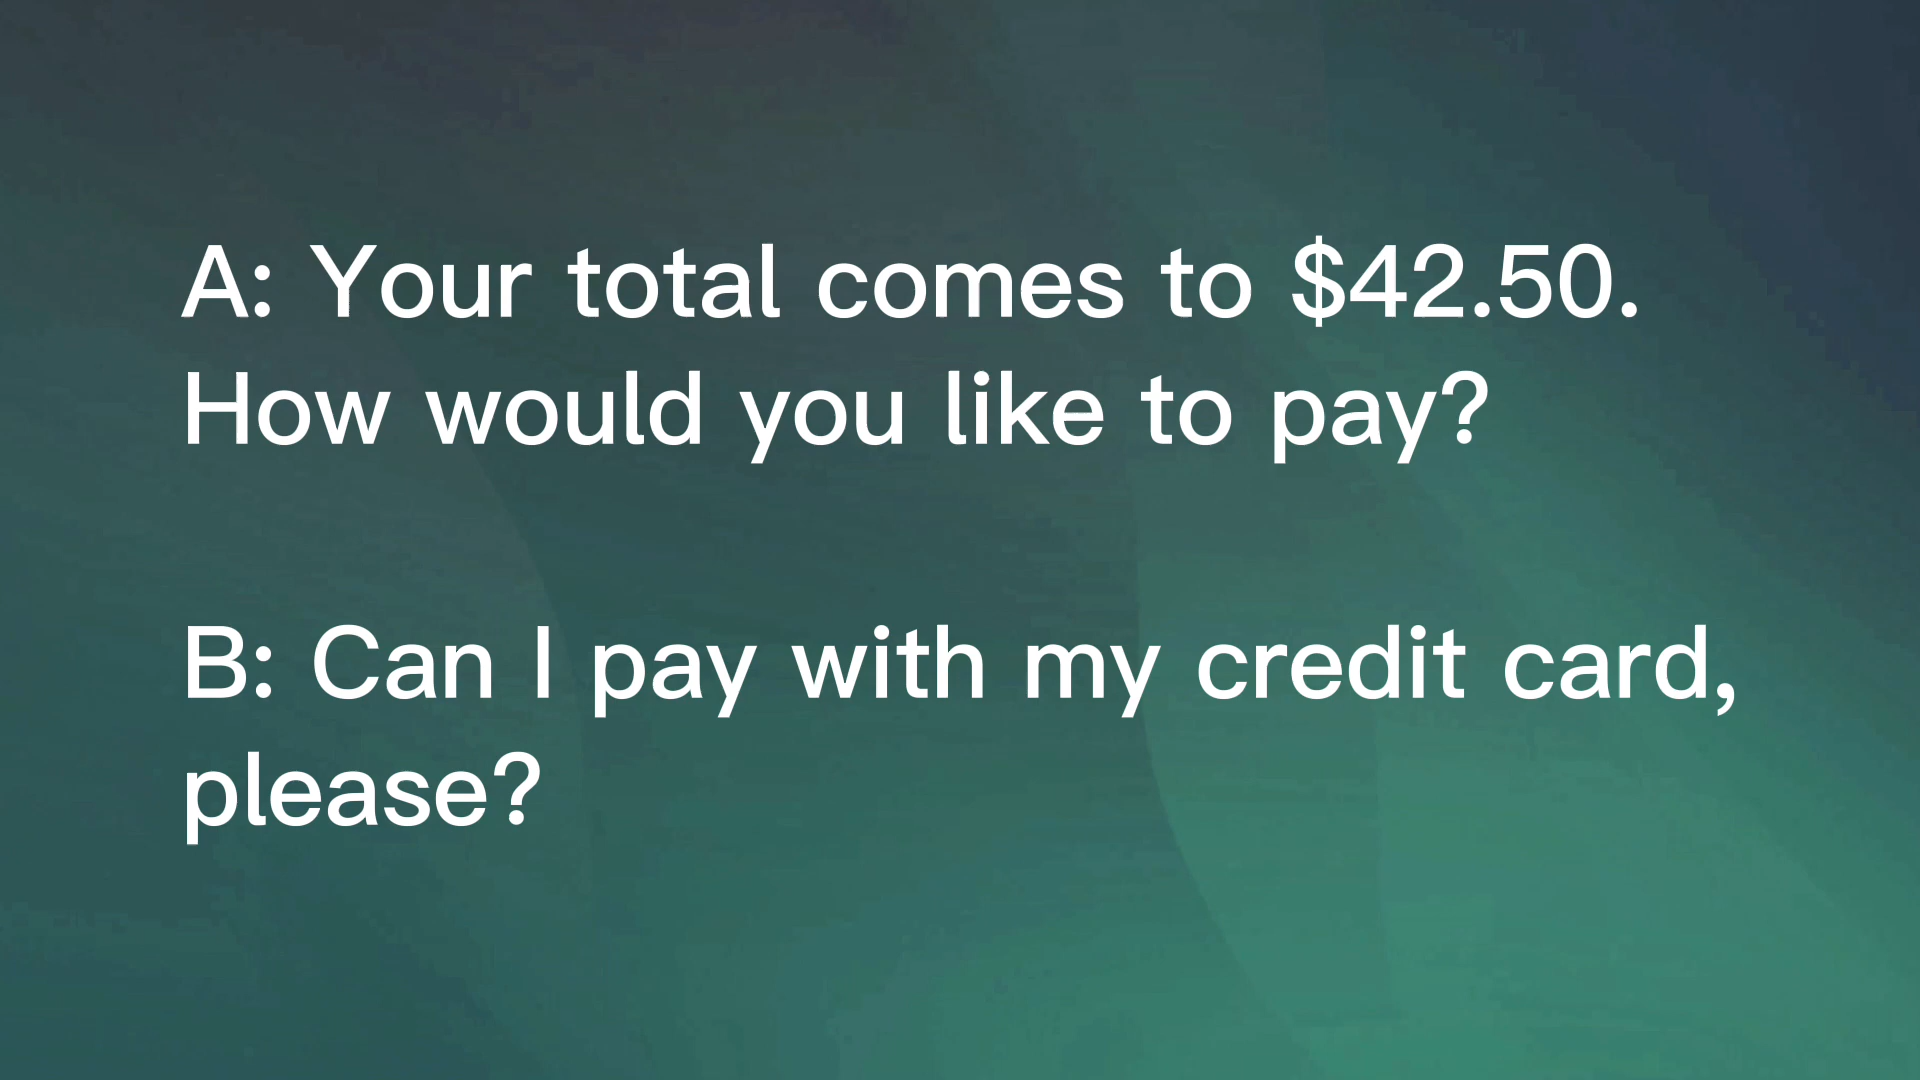 A: Your total comes to $42.50.
How would you like to pay?
B: Can I pay with my credit card,
please?